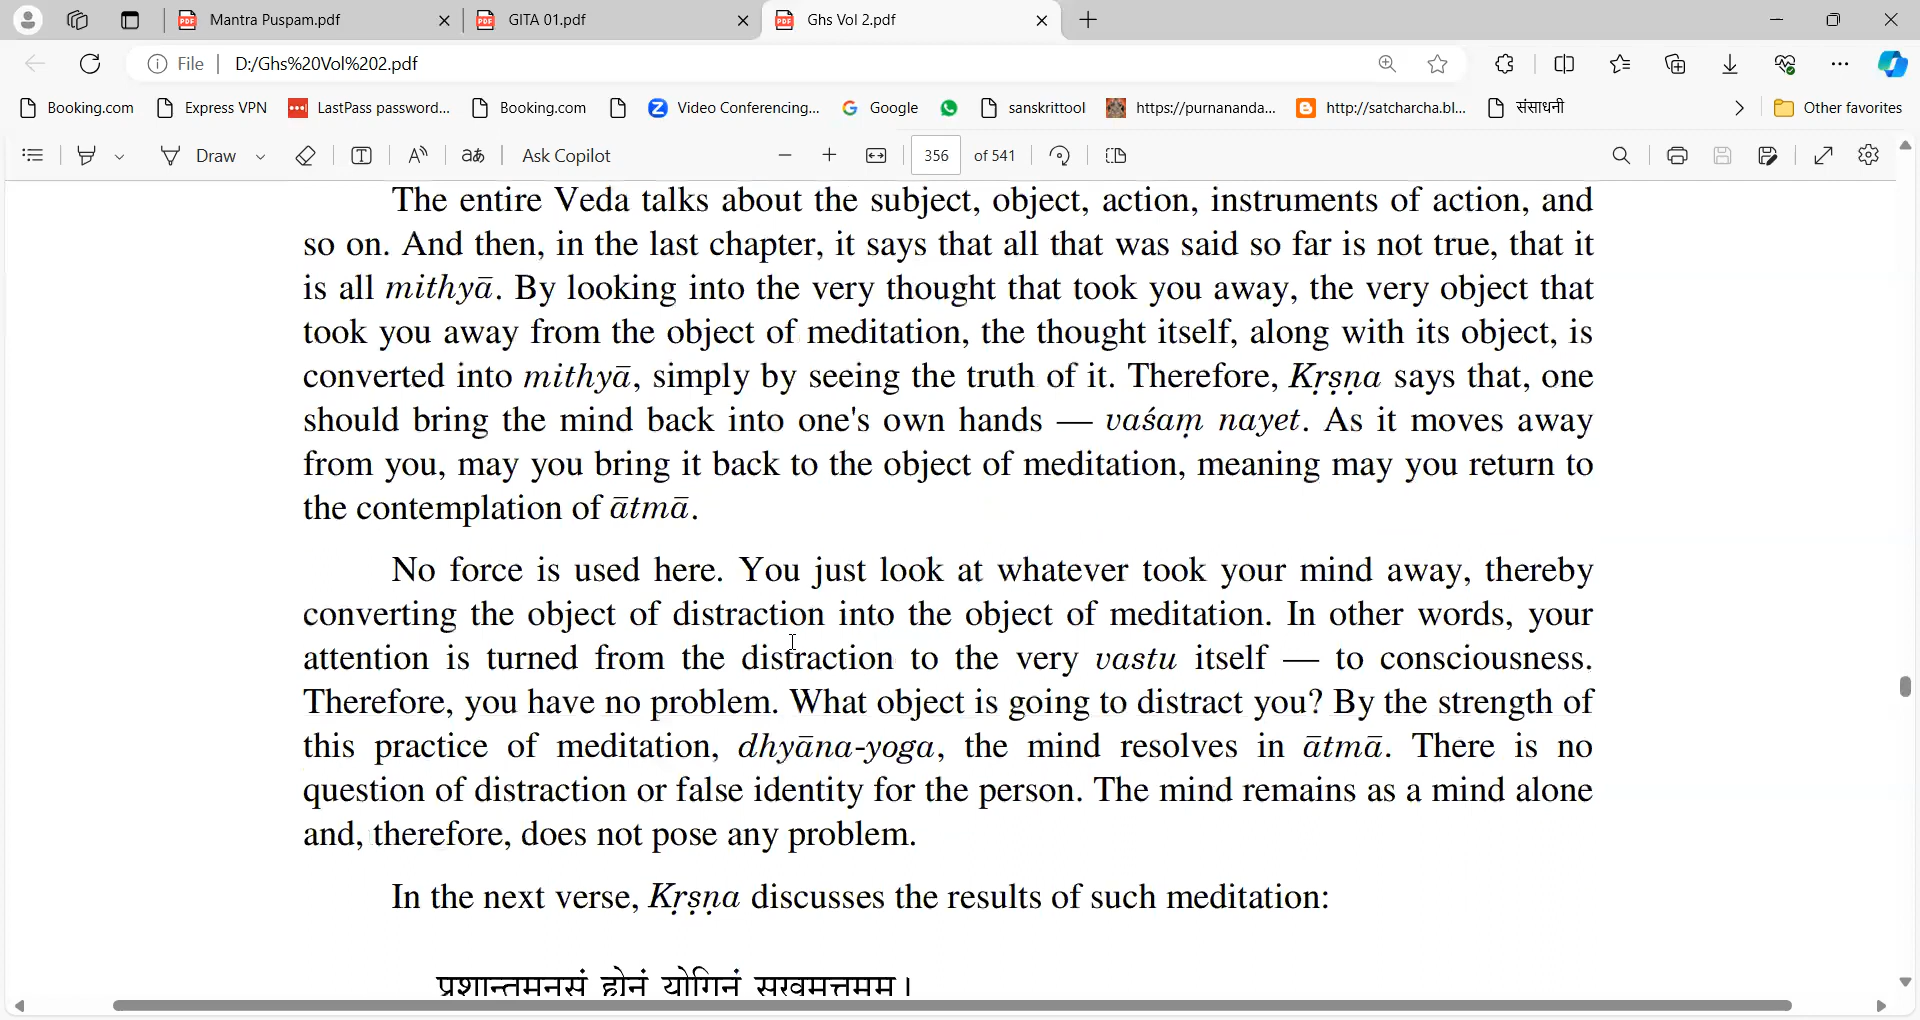 Mantra Puspam.pdf
GITA 01.pdf
Ghs Vol 2.pdf
File D:/Ghs%20Vol%202.pdf
Booking.com Express VPN LastPass password... Booking.com Video Conferencing... Google sanskrittool https://purnananda... http://satcharcha.bl... संसाधनी Other favorites
Draw Ask Copilot 356 of 541
The entire Veda talks about the subject, object, action, instruments of action, and
so on. And then, in the last chapter, it says that all that was said so far is not true, that it
is all mithyā. By looking into the very thought that took you away, the very object that
took you away from the object of meditation, the thought itself, along with its object, is
converted into mithyā, simply by seeing the truth of it. Therefore, Kṛṣṇa says that, one
should bring the mind back into one's own hands — vaśaṃ nayet. As it moves away
from you, may you bring it back to the object of meditation, meaning may you return to
the contemplation of ātmā.
No force is used here. You just look at whatever took your mind away, thereby
converting the object of distraction into the object of meditation. In other words, your
attention is turned from the distraction to the very vastu itself — to consciousness.
Therefore, you have no problem. What object is going to distract you? By the strength of
this practice of meditation, dhyāna-yoga, the mind resolves in ātmā. There is no
question of distraction or false identity for the person. The mind remains as a mind alone
and, therefore, does not pose any problem.
In the next verse, Kṛṣṇa discusses the results of such meditation:
प्रशान्तमनसं ह्येनं योगिनं सुखमुत्तमम् ।